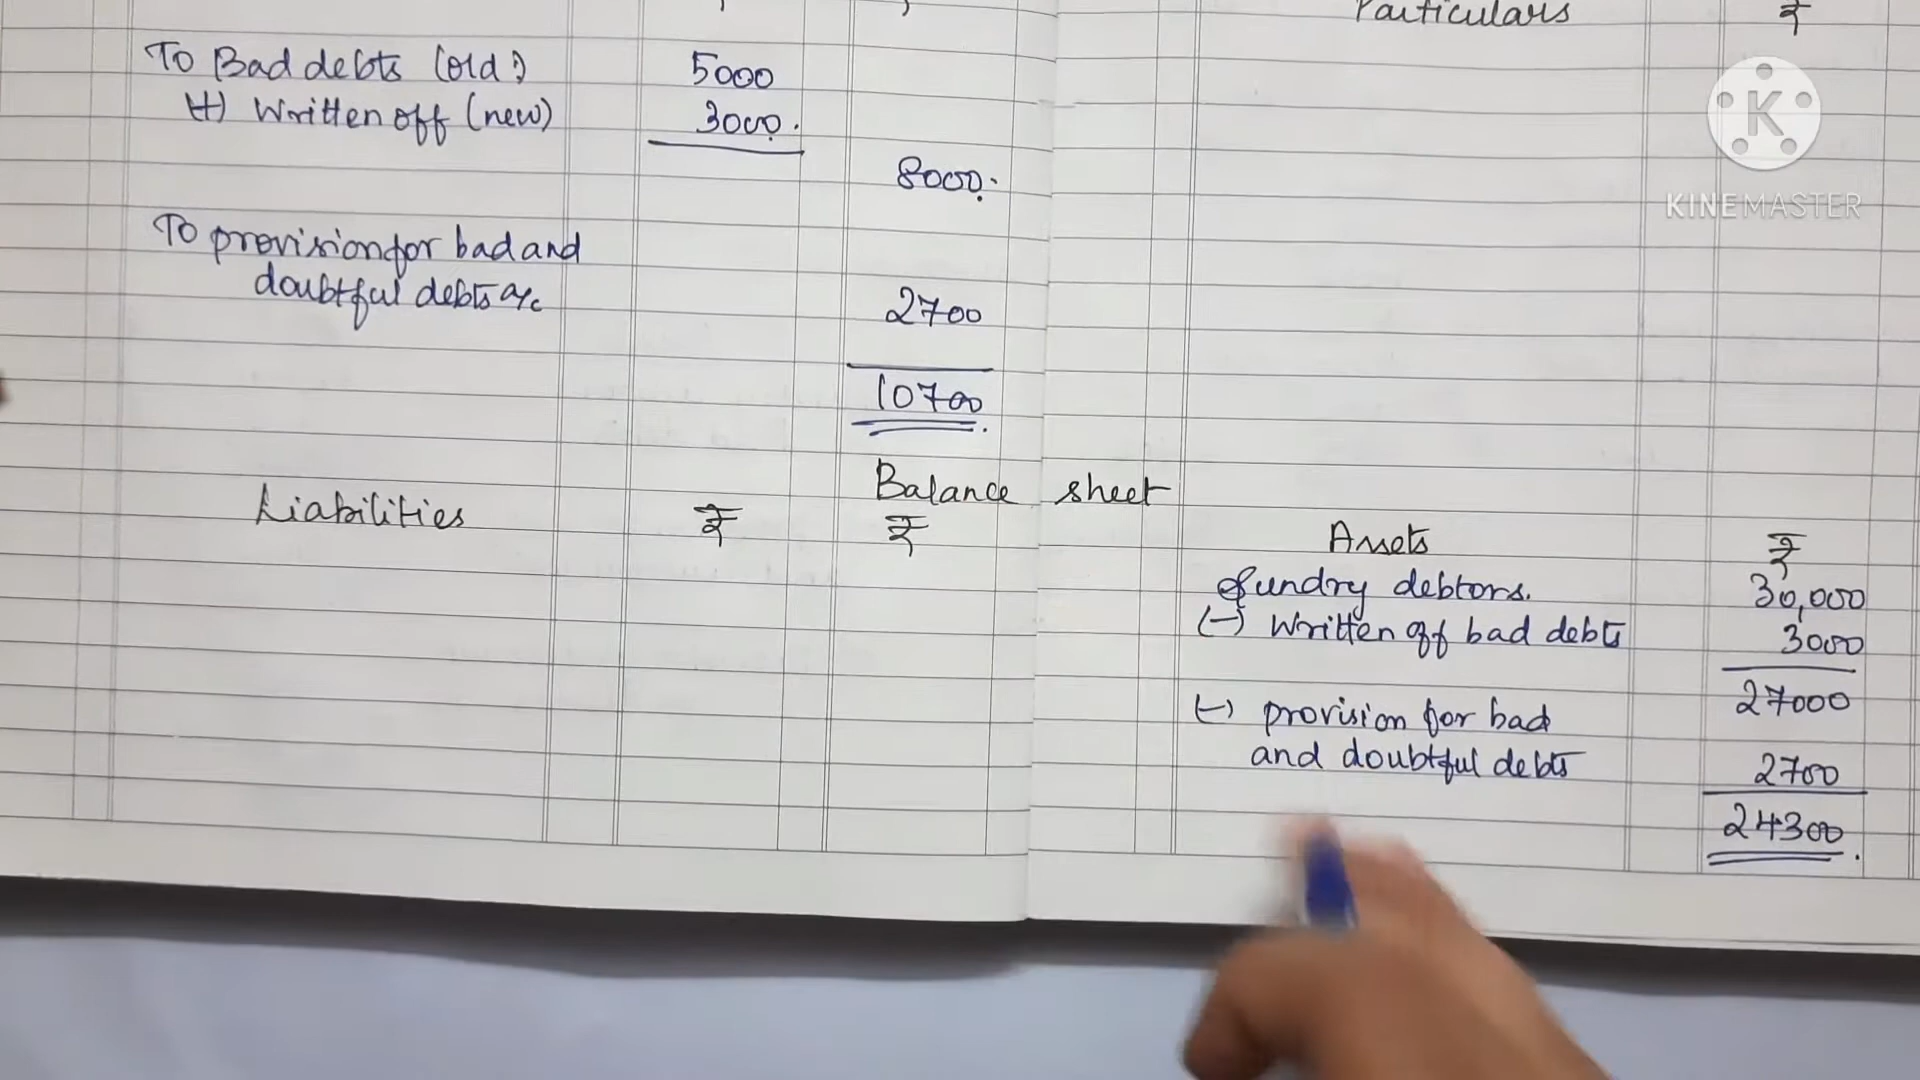 Particulars ₹
To Bad debts (old) 5000
(+) Written off (new) 3000.
8000.
To provision for bad and
doubtful debts a/c 2700
10700
Balance sheet
Liabilities ₹ ₹ Assets ₹
Sundry debtors. 30,000
(-) Written off bad debts 3000
27000
(-) provision for bad
and doubtful debts 2700
24300
K
KINEMASTER